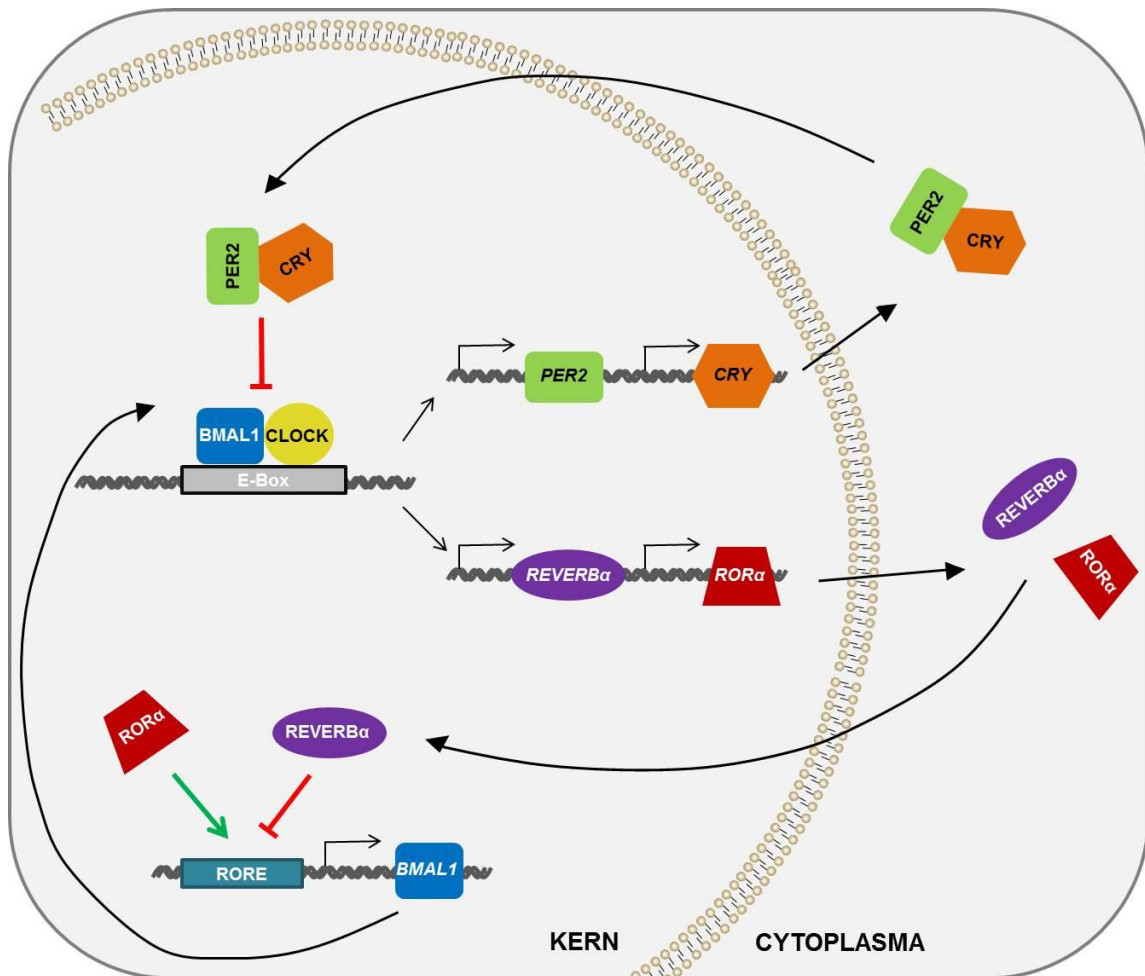 PER2
CRY
PER2
CRY
PER2
CRY
BMAL1
CLOCK
E-Box
REVERBα
RORα
REVERBα
RORα
RORα
REVERBα
RORE
BMAL1
KERN
CYTOPLASMA